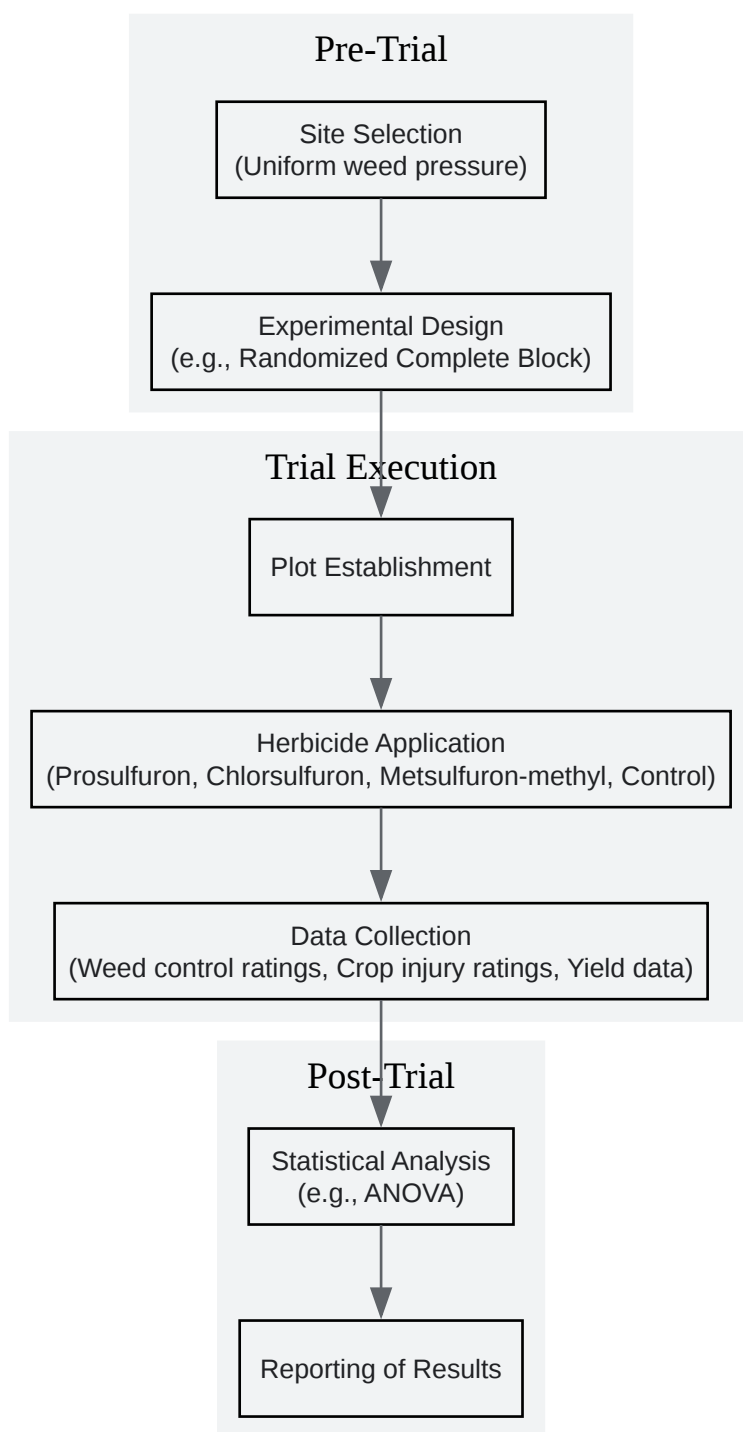 Pre-Trial
Site Selection
(Uniform weed pressure)
Experimental Design
(e.g., Randomized Complete Block)
Trial Execution
Plot Establishment
Herbicide Application
(Prosulfuron, Chlorsulfuron, Metsulfuron-methyl, Control)
Data Collection
(Weed control ratings, Crop injury ratings, Yield data)
Post-Trial
Statistical Analysis
(e.g., ANOVA)
Reporting of Results